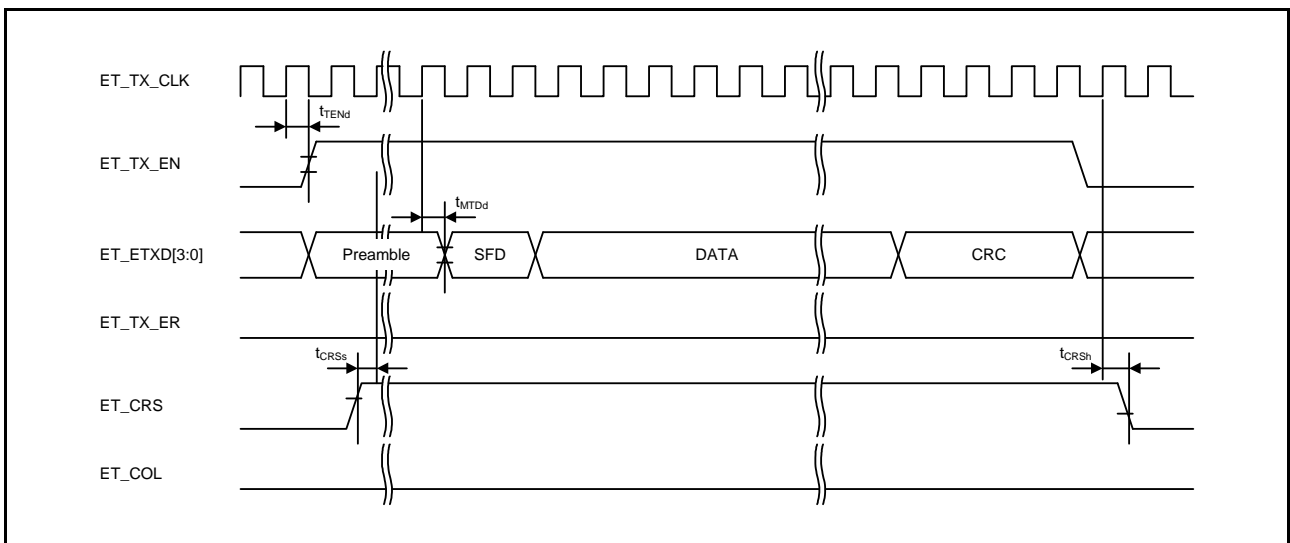 ET_TX_CLK
tTENd
ET_TX_EN
tMTDd
ET_ETXD[3:0]
Preamble
SFD
DATA
CRC
ET_TX_ER
tCRSs
tCRSh
ET_CRS
ET_COL